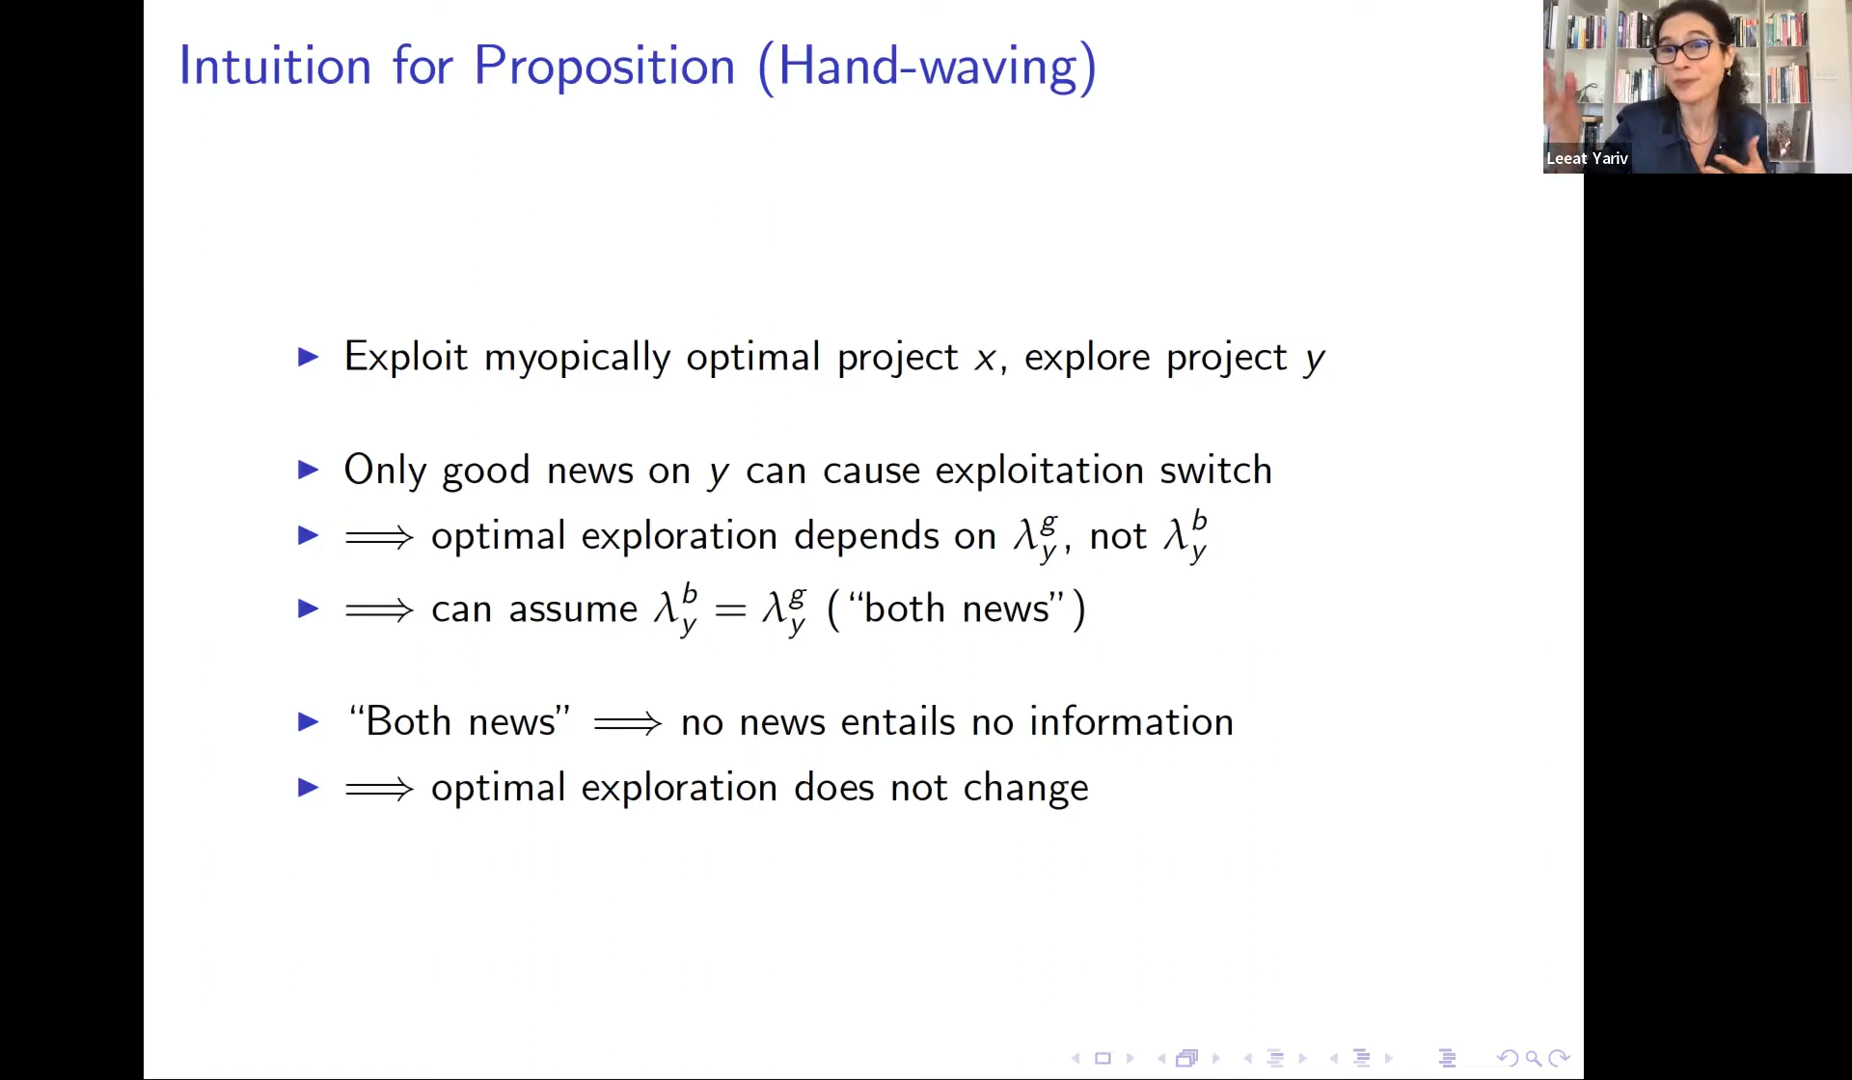 Intuition for Proposition (Hand-waving)
Leeat Yariv
▶ Exploit myopically optimal project x, explore project y
▶ Only good news on y can cause exploitation switch
▶ ⟹ optimal exploration depends on λ_y^g, not λ_y^b
▶ ⟹ can assume λ_y^b = λ_y^g (“both news”)
▶ “Both news” ⟹ no news entails no information
▶ ⟹ optimal exploration does not change